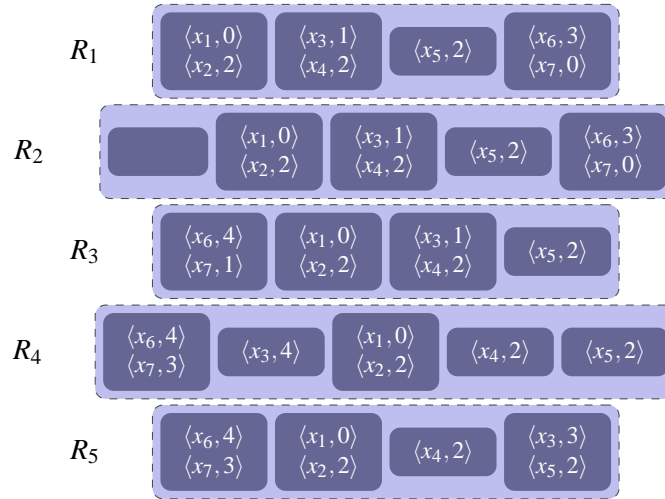 R₁ ⟨x₁, 0⟩ ⟨x₂, 2⟩ ⟨x₃, 1⟩ ⟨x₄, 2⟩ ⟨x₅, 2⟩ ⟨x₆, 3⟩ ⟨x₇, 0⟩
R₂ ⟨x₁, 0⟩ ⟨x₂, 2⟩ ⟨x₃, 1⟩ ⟨x₄, 2⟩ ⟨x₅, 2⟩ ⟨x₆, 3⟩ ⟨x₇, 0⟩
R₃ ⟨x₆, 4⟩ ⟨x₇, 1⟩ ⟨x₁, 0⟩ ⟨x₂, 2⟩ ⟨x₃, 1⟩ ⟨x₄, 2⟩ ⟨x₅, 2⟩
R₄ ⟨x₆, 4⟩ ⟨x₇, 3⟩ ⟨x₃, 4⟩ ⟨x₁, 0⟩ ⟨x₂, 2⟩ ⟨x₄, 2⟩ ⟨x₅, 2⟩
R₅ ⟨x₆, 4⟩ ⟨x₇, 3⟩ ⟨x₁, 0⟩ ⟨x₂, 2⟩ ⟨x₄, 2⟩ ⟨x₃, 3⟩ ⟨x₅, 2⟩